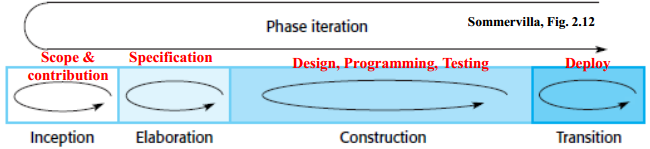 Phase iteration
Sommervilla, Fig. 2.12
Scope &
contribution
Specification
Design, Programming, Testing
Deploy
Inception
Elaboration
Construction
Transition